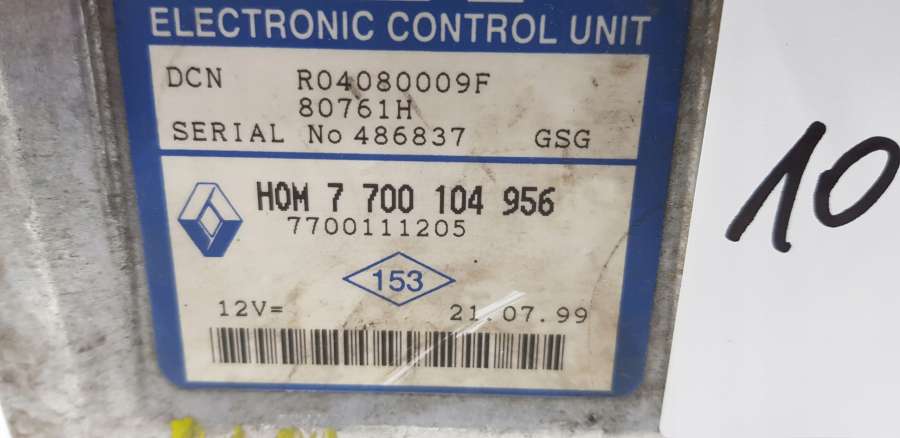 ELECTRONIC CONTROL UNIT
DCN R04080009F
80761H
SERIAL No 486837 GSG
HOM 7 700 104 956
7700111205
153
12V= 21.07.99
10